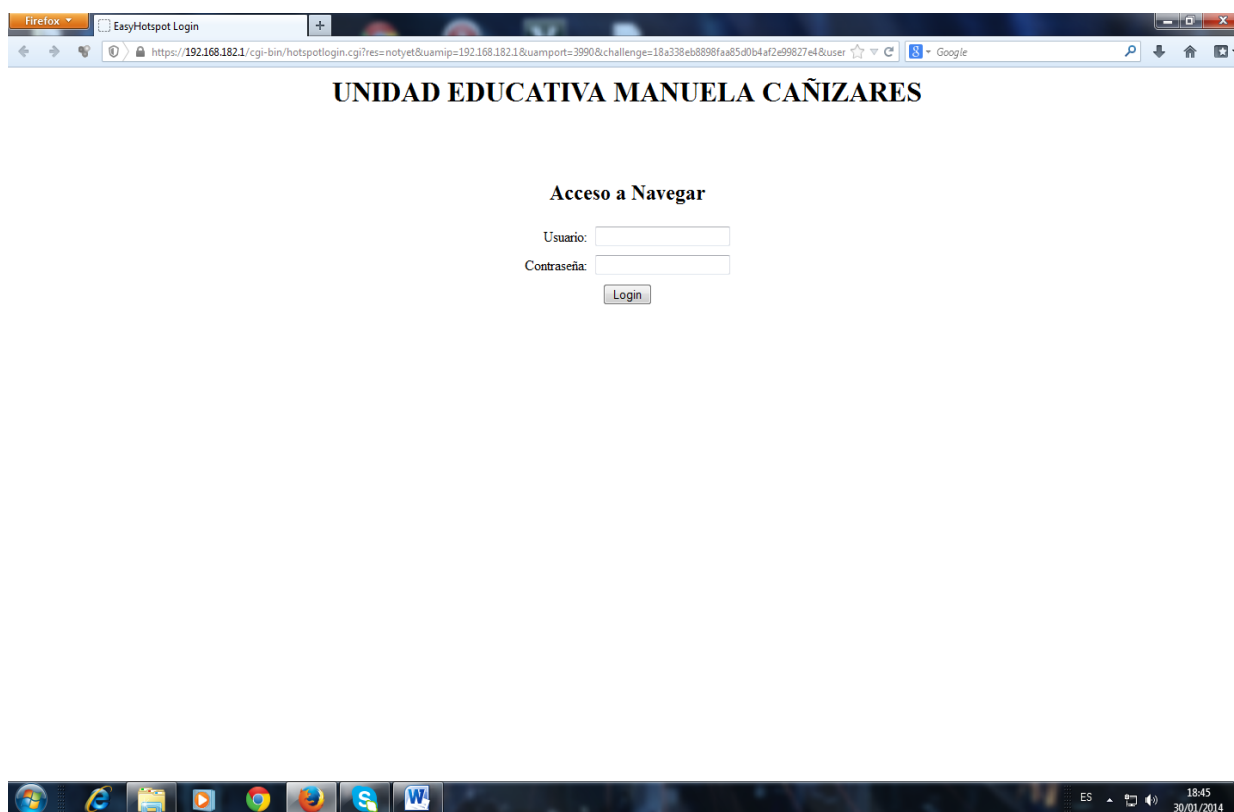 Firefox
EasyHotspot Login
https://192.168.182.1/cgi-bin/hotspotlogin.cgi?res=notyet&uamip=192.168.182.1&uamport=3990&challenge=18a338eb8898faa85d0b4af2e99827e4&user
Google
UNIDAD EDUCATIVA MANUELA CAÑIZARES
Acceso a Navegar
Usuario:
Contraseña:
Login
ES
18:45
30/01/2014